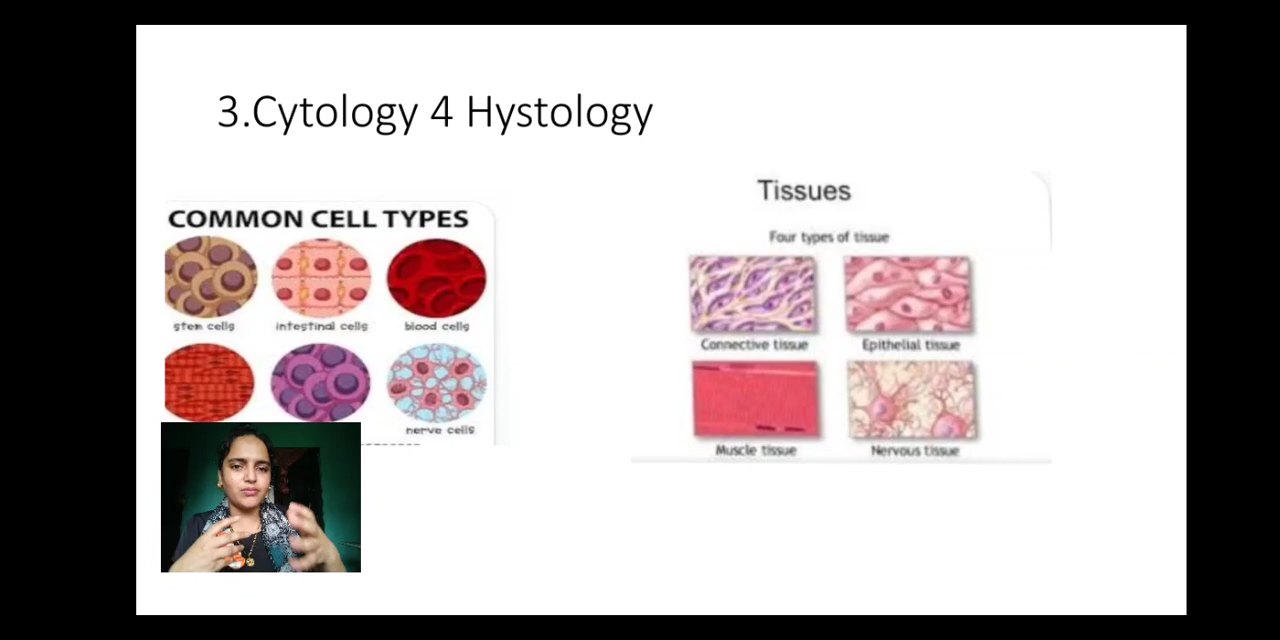 3.Cytology 4 Hystology
COMMON CELL TYPES
stem cells
intestinal cells
blood cells
nerve cells
Tissues
Four types of tissue
Connective tissue
Epithelial tissue
Muscle tissue
Nervous tissue